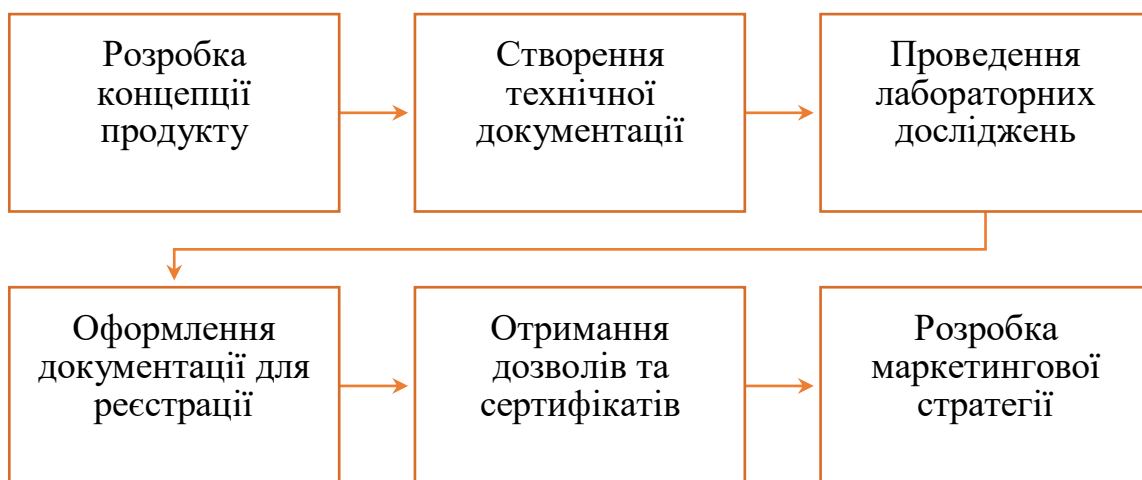 Розробка
концепції
продукту
Створення
технічної
документації
Проведення
лабораторних
досліджень
Оформлення
документації для
реєстрації
Отримання
дозволів та
сертифікатів
Розробка
маркетингової
стратегії